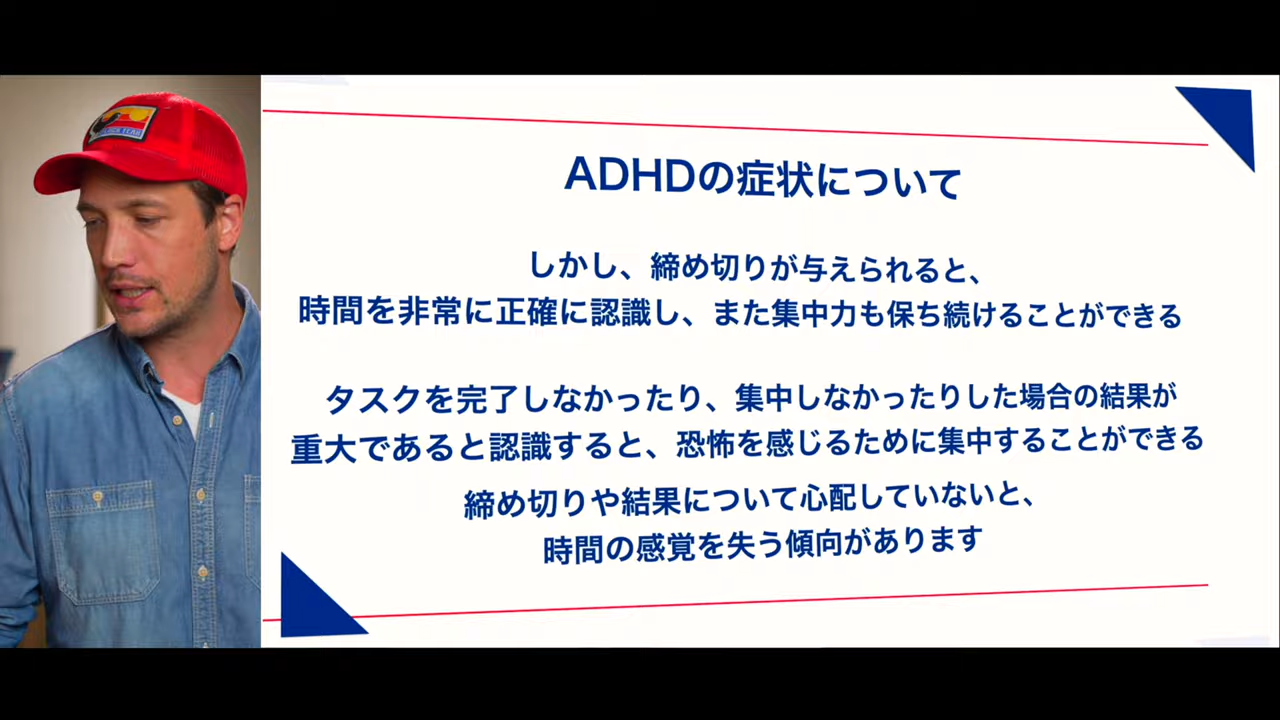 ADHDの症状について
しかし、締め切りが与えられると、
時間を非常に正確に認識し、また集中力も保ち続けることができる
タスクを完了しなかったり、集中しなかったりした場合の結果が
重大であると認識すると、恐怖を感じるために集中することができる
締め切りや結果について心配していないと、
時間の感覚を失う傾向があります